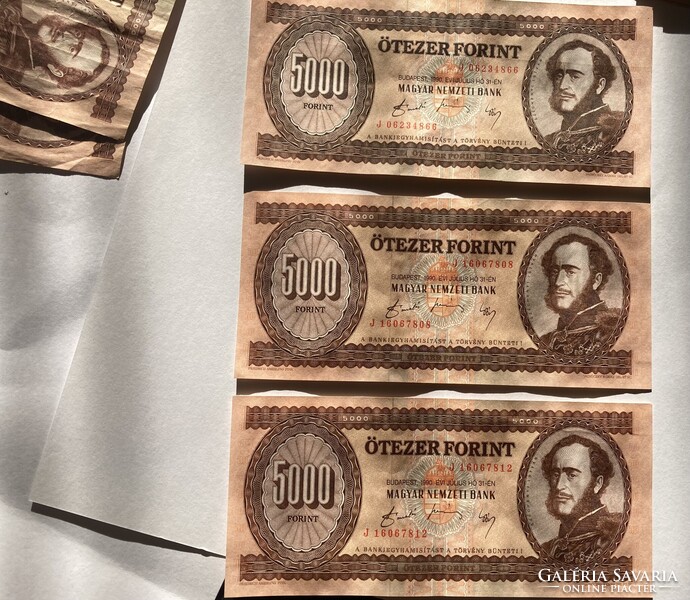 5000
ÖTEZER FORINT
J 06234866
5000
FORINT
BUDAPEST, 1990. ÉVI JÚLIUS HÓ 31-ÉN
MAGYAR NEMZETI BANK
J 06234866
A BANKJEGYHAMISÍTÁST A TÖRVÉNY BÜNTETI !
ÖTEZER FORINT
5000 5000
ÖTEZER FORINT
J 16067808
5000
FORINT
BUDAPEST, 1990. ÉVI JÚLIUS HÓ 31-ÉN
MAGYAR NEMZETI BANK
J 16067808
A BANKJEGYHAMISÍTÁST A TÖRVÉNY BÜNTETI !
ÖTEZER FORINT
5000 5000
ÖTEZER FORINT
J 16067812
5000
FORINT
BUDAPEST, 1990. ÉVI JÚLIUS HÓ 31-ÉN
MAGYAR NEMZETI BANK
J 16067812
A BANKJEGYHAMISÍTÁST A TÖRVÉNY BÜNTETI !
ÖTEZER FORINT
GALÉRIA SAVARIA
ONLINE PIACTÉR